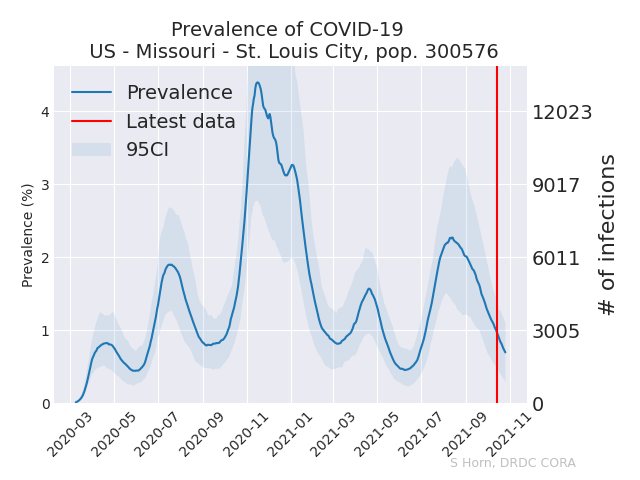 Prevalence of COVID-19
US - Missouri - St. Louis City, pop. 300576
Prevalence
Latest data
95CI
Prevalence (%)
4
3
2
1
0
12023
9017
6011
3005
0
# of infections
2020-03
2020-05
2020-07
2020-09
2020-11
2021-01
2021-03
2021-05
2021-07
2021-09
2021-11
S Horn, DRDC CORA